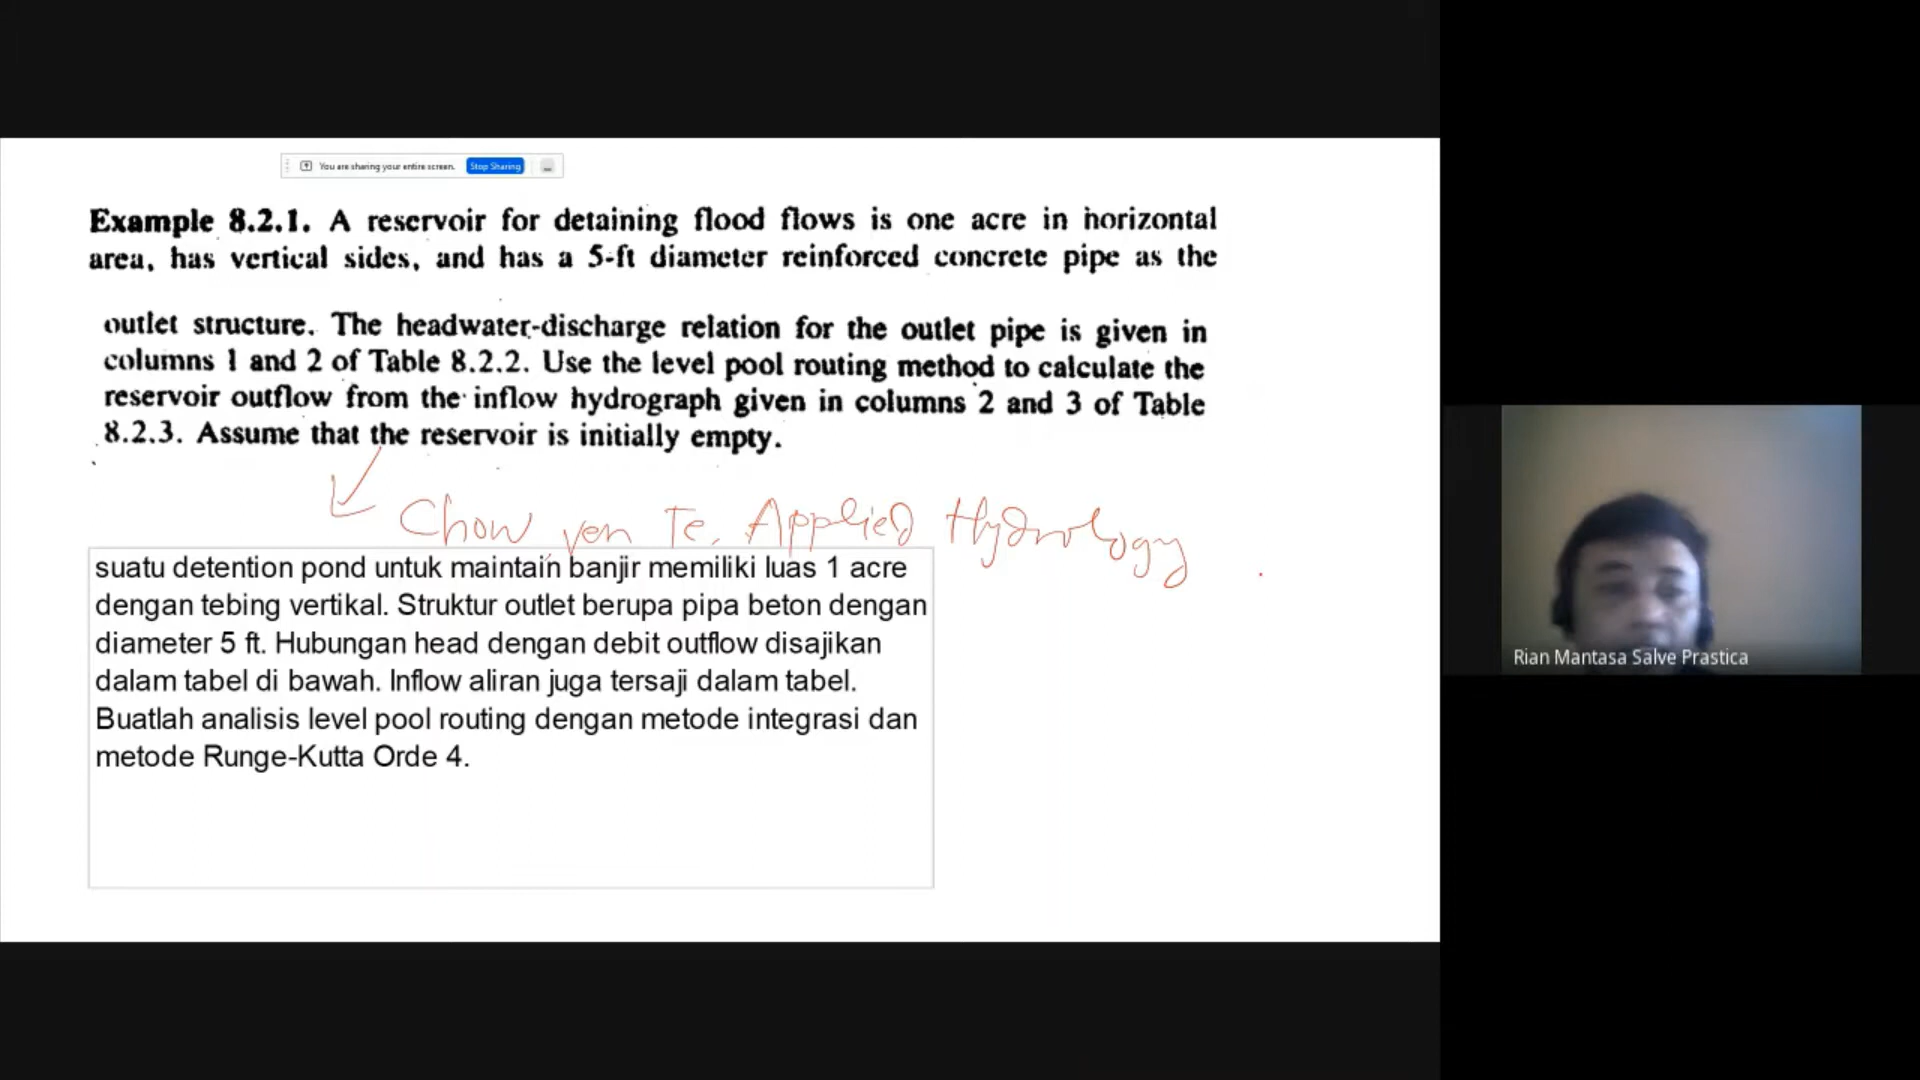 You are sharing your entire screen. Stop Sharing
Example 8.2.1. A reservoir for detaining flood flows is one acre in horizontal
area, has vertical sides, and has a 5-ft diameter reinforced concrete pipe as the
outlet structure. The headwater-discharge relation for the outlet pipe is given in
columns 1 and 2 of Table 8.2.2. Use the level pool routing method to calculate the
reservoir outflow from the inflow hydrograph given in columns 2 and 3 of Table
8.2.3. Assume that the reservoir is initially empty.
Chow, Ven Te. Applied Hydrology
suatu detention pond untuk maintain banjir memiliki luas 1 acre
dengan tebing vertikal. Struktur outlet berupa pipa beton dengan
diameter 5 ft. Hubungan head dengan debit outflow disajikan
dalam tabel di bawah. Inflow aliran juga tersaji dalam tabel.
Buatlah analisis level pool routing dengan metode integrasi dan
metode Runge-Kutta Orde 4.
Rian Mantasa Salve Prastica